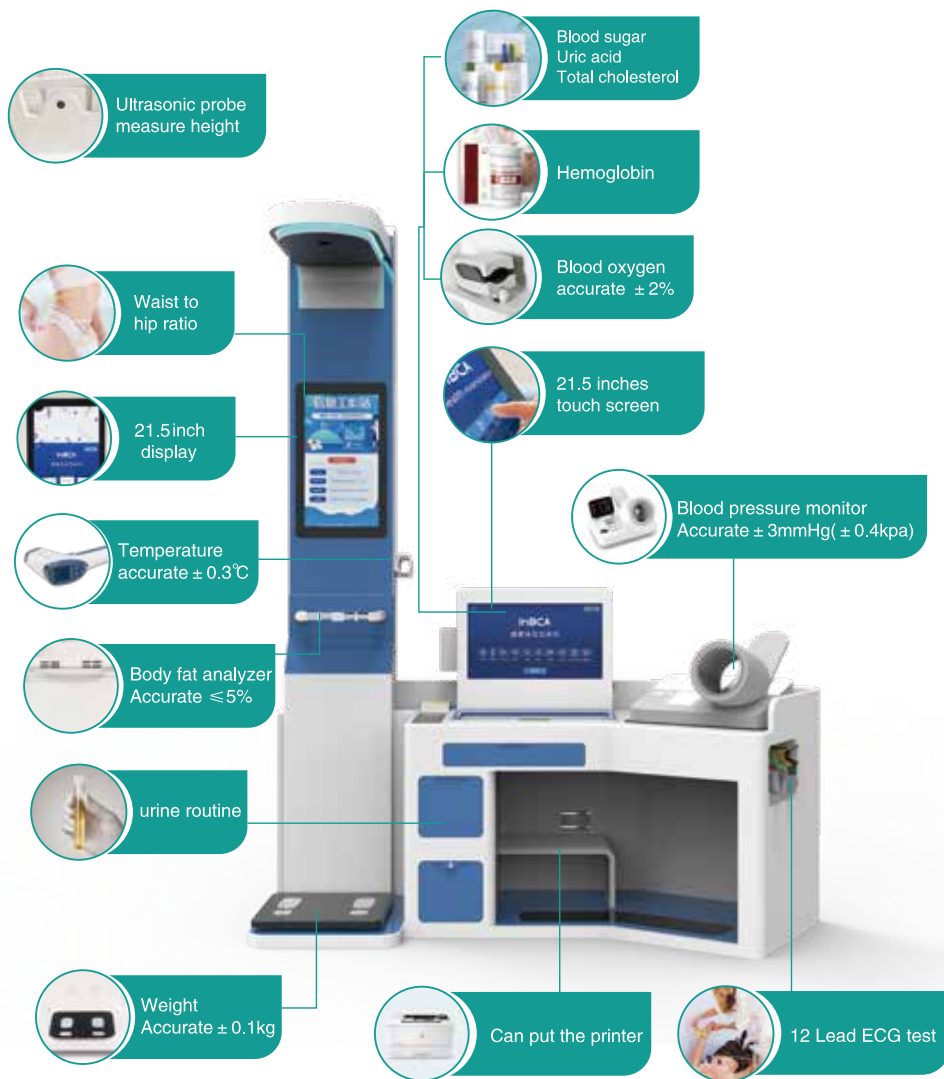 Blood sugar
Uric acid
Total cholesterol
Ultrasonic probe
measure height
Hemoglobin
Blood oxygen
accurate ± 2%
Waist to
hip ratio
21.5 inches
touch screen
21.5inch
display
Blood pressure monitor
Accurate ± 3mmHg( ± 0.4kpa)
Temperature
accurate ± 0.3℃
InBCA
Body fat analyzer
Accurate ≤5%
urine routine
Weight
Accurate ± 0.1kg
Can put the printer
12 Lead ECG test